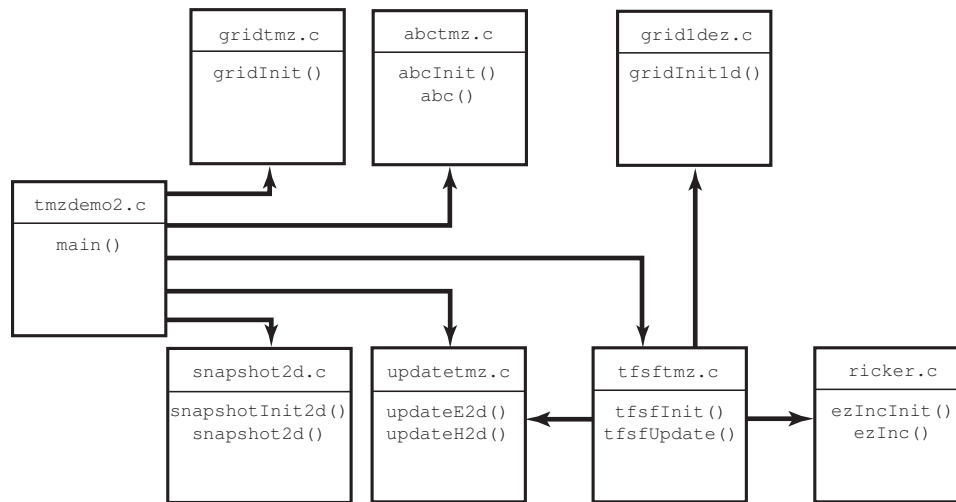 gridtmz.c
gridInit()
abctmz.c
abcInit()
abc()
grid1dez.c
gridInit1d()
tmzdemo2.c
main()
snapshot2d.c
snapshotInit2d()
snapshot2d()
updatetmz.c
updateE2d()
updateH2d()
tfsftmz.c
tfsfInit()
tfsfUpdate()
ricker.c
ezIncInit()
ezInc()